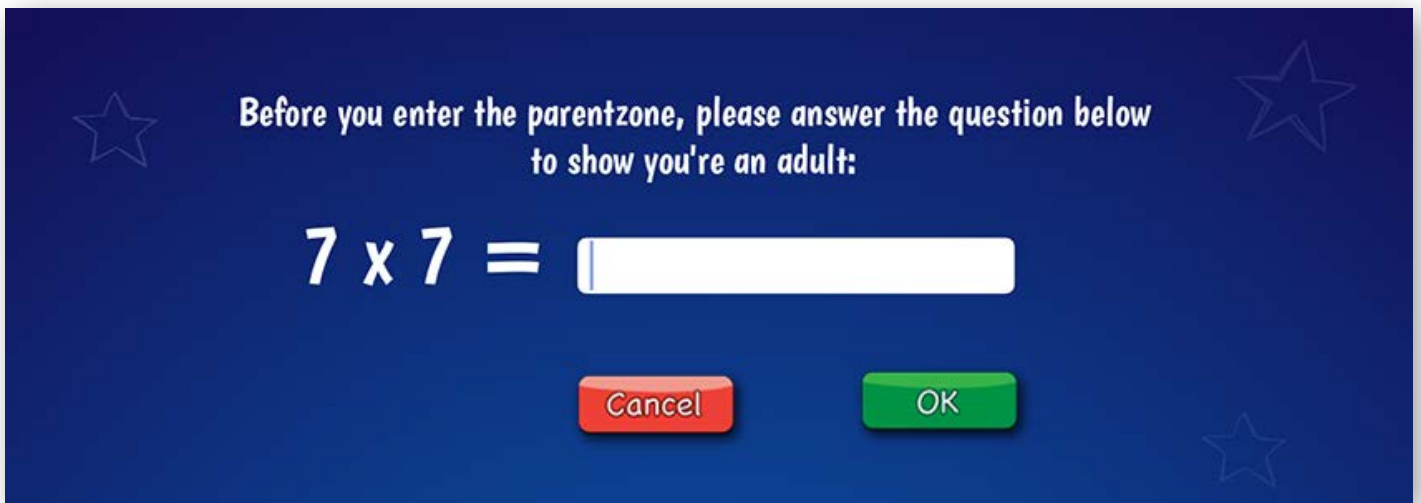 Before you enter the parentzone, please answer the question below
to show you're an adult:
7 x 7 =
Cancel
OK